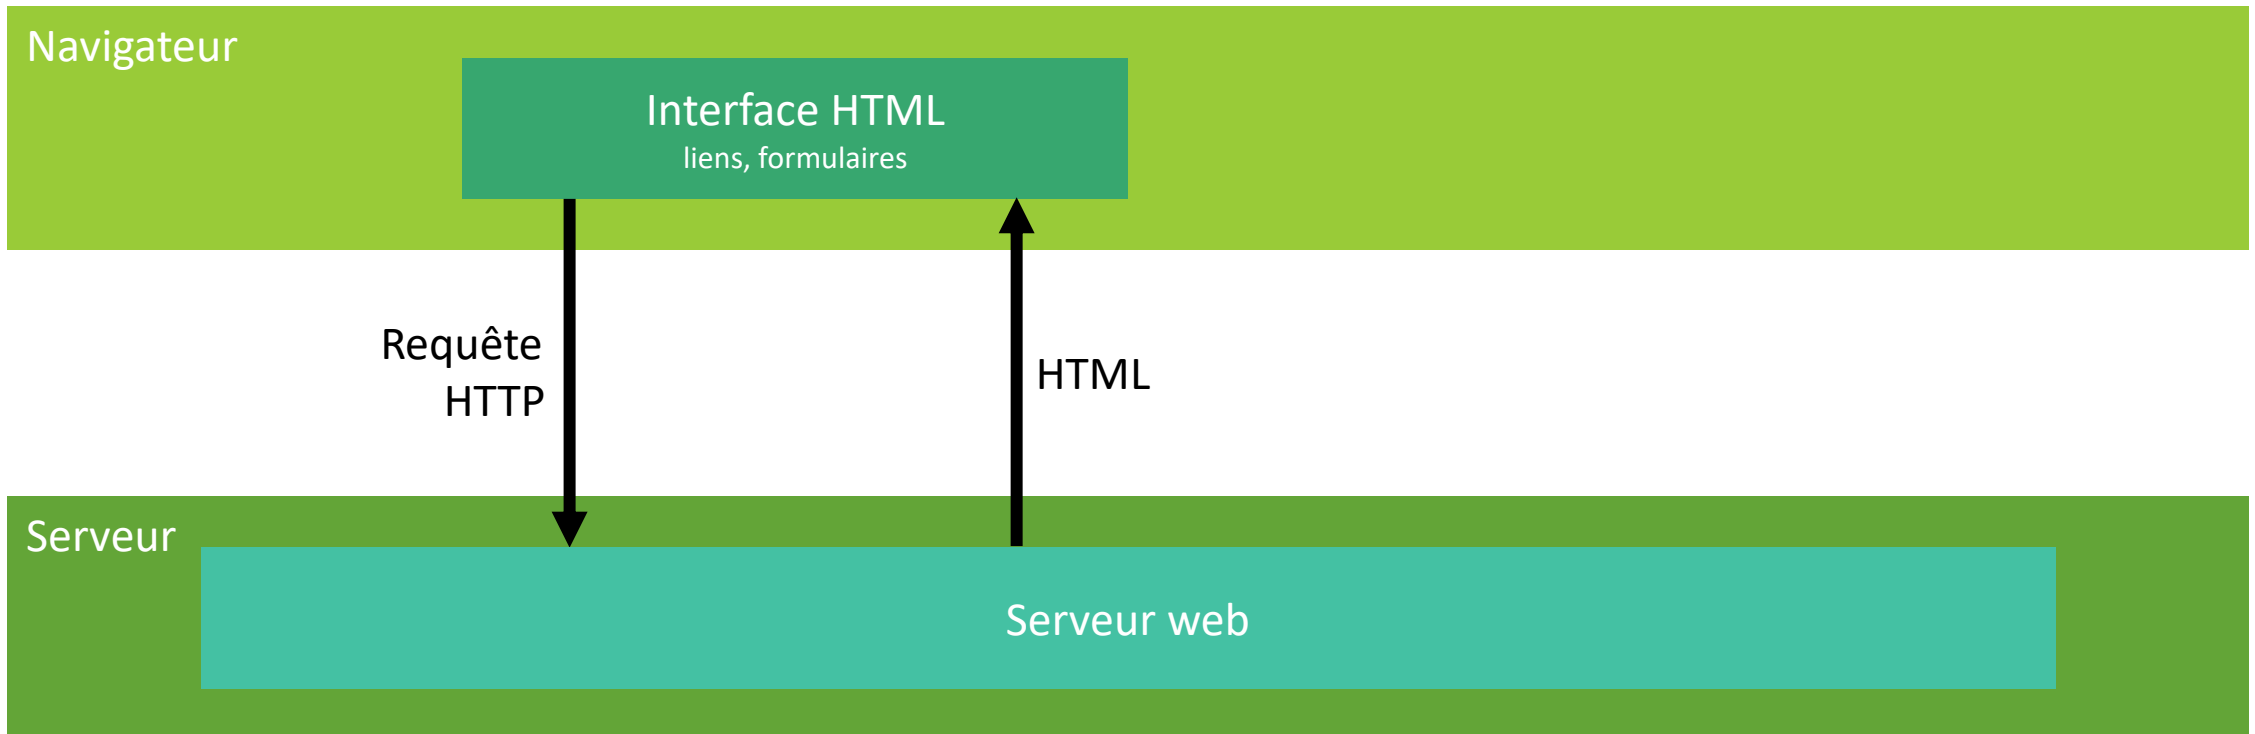 Navigateur
Interface HTML
liens, formulaires
Requête
HTTP
HTML
Serveur
Serveur web